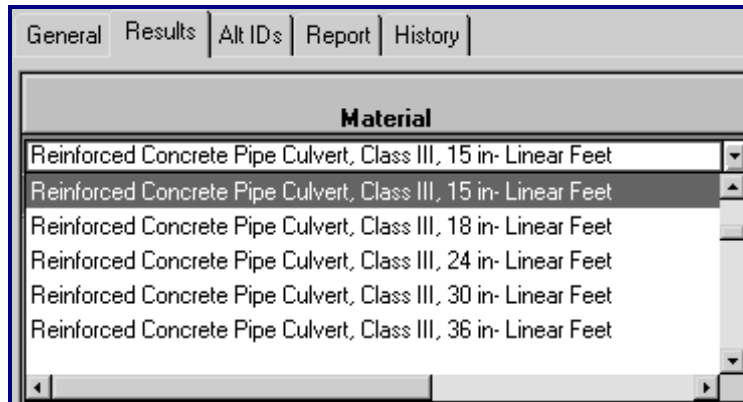 General Results Alt IDs Report History
Material
Reinforced Concrete Pipe Culvert, Class III, 15 in- Linear Feet
Reinforced Concrete Pipe Culvert, Class III, 15 in- Linear Feet
Reinforced Concrete Pipe Culvert, Class III, 18 in- Linear Feet
Reinforced Concrete Pipe Culvert, Class III, 24 in- Linear Feet
Reinforced Concrete Pipe Culvert, Class III, 30 in- Linear Feet
Reinforced Concrete Pipe Culvert, Class III, 36 in- Linear Feet